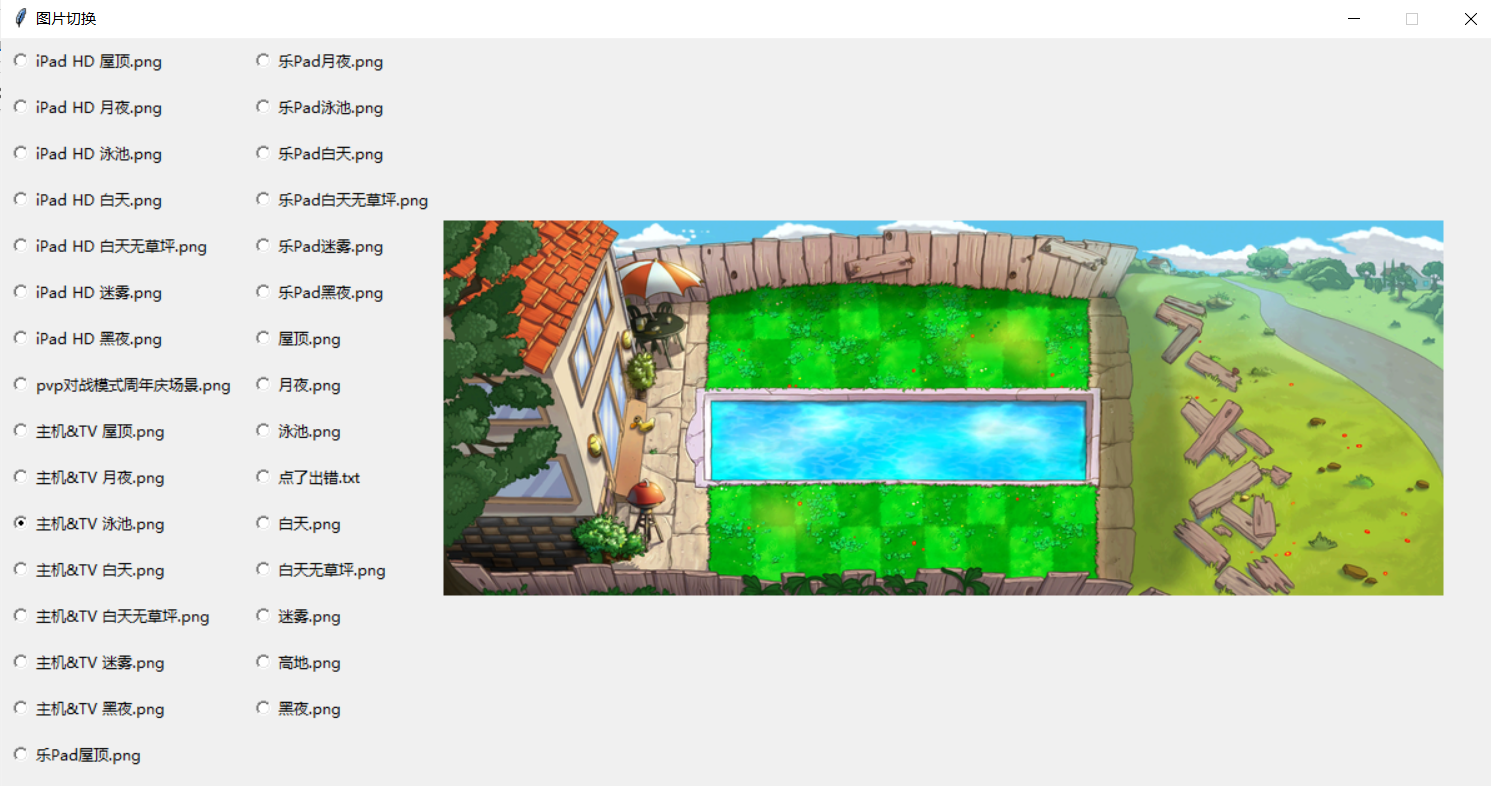 图片切换
iPad HD 屋顶.png
iPad HD 月夜.png
iPad HD 泳池.png
iPad HD 白天.png
iPad HD 白天无草坪.png
iPad HD 迷雾.png
iPad HD 黑夜.png
pvp对战模式周年庆场景.png
主机&TV 屋顶.png
主机&TV 月夜.png
主机&TV 泳池.png
主机&TV 白天.png
主机&TV 白天无草坪.png
主机&TV 迷雾.png
主机&TV 黑夜.png
乐Pad屋顶.png
乐Pad月夜.png
乐Pad泳池.png
乐Pad白天.png
乐Pad白天无草坪.png
乐Pad迷雾.png
乐Pad黑夜.png
屋顶.png
月夜.png
泳池.png
点了出错.txt
白天.png
白天无草坪.png
迷雾.png
高地.png
黑夜.png